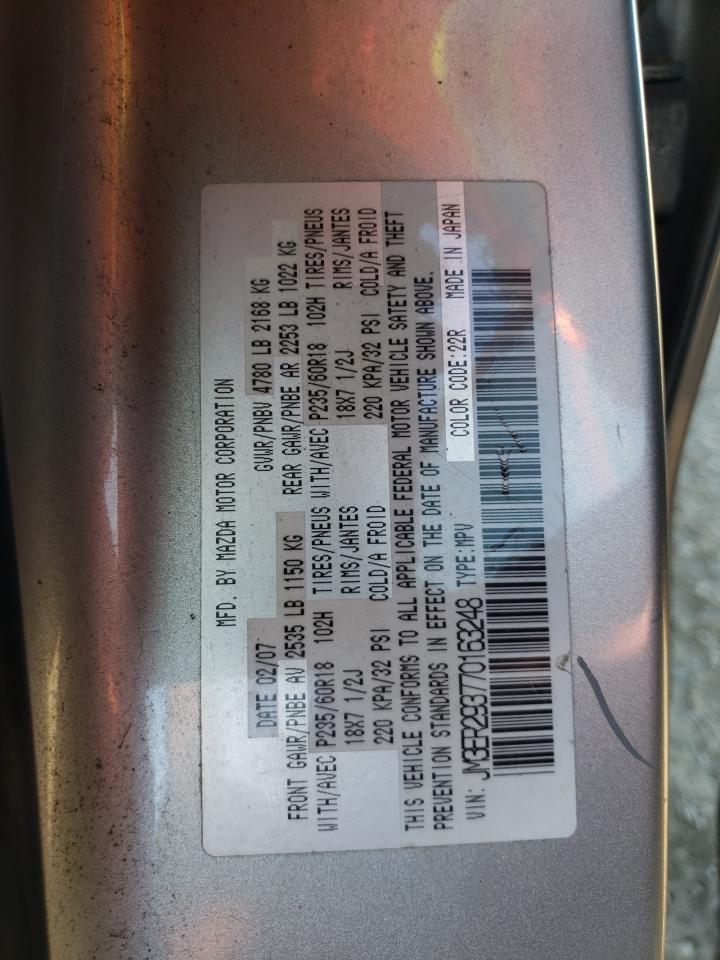 MFD. BY MAZDA MOTOR CORPORATION
DATE 02/07 GVWR/PNBV 4780 LB 2168 KG
FRONT GAWR/PNBE AV 2535 LB 1150 KG REAR GAWR/PNBE AR 2253 LB 1022 KG
WITH/AVEC P235/60R18 102H TIRES/PNEUS WITH/AVEC P235/60R18 102H TIRES/PNEUS
18X7 1/2J RIMS/JANTES 18X7 1/2J RIMS/JANTES
220 KPA/32 PSI COLD/A FROID 220 KPA/32 PSI COLD/A FROID
THIS VEHICLE CONFORMS TO ALL APPLICABLE FEDERAL MOTOR VEHICLE SAFETY AND THEFT
PREVENTION STANDARDS IN EFFECT ON THE DATE OF MANUFACTURE SHOWN ABOVE.
COLOR CODE:22R MADE IN JAPAN
VIN: JM3ER293770163248 TYPE:MPV